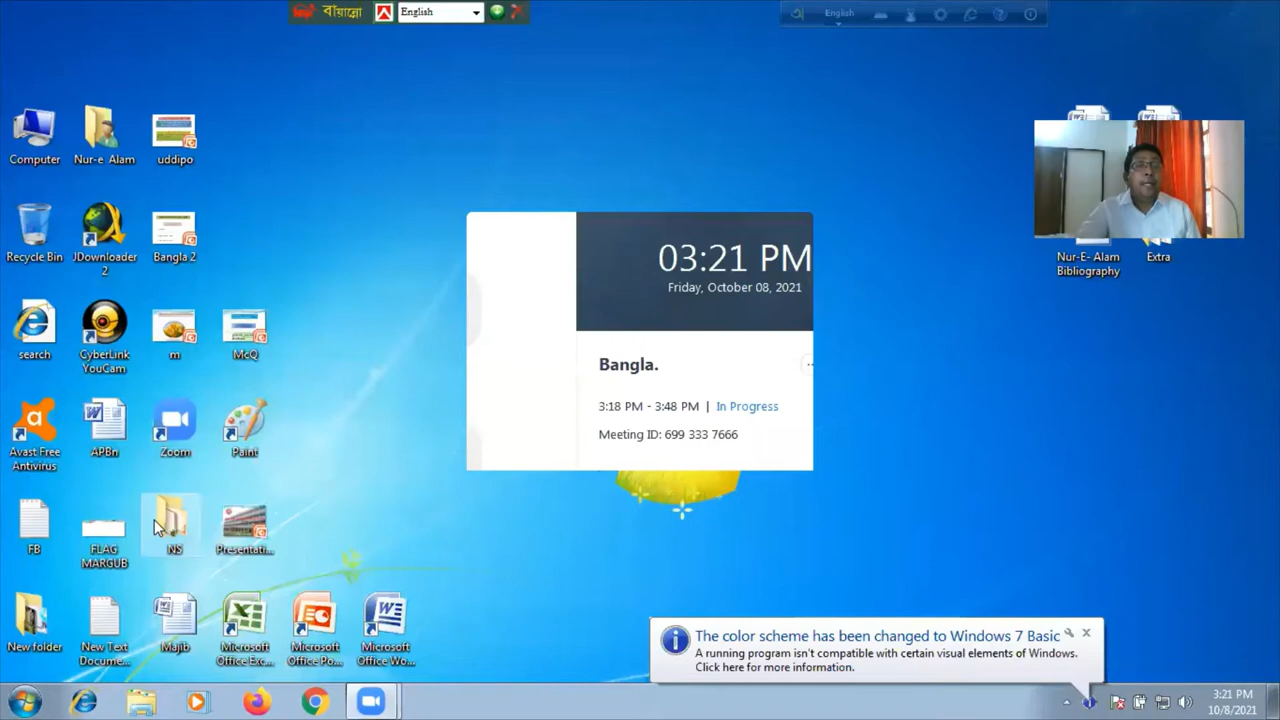 বায়ান্নো
English
English
Computer
Nur-e Alam
uddipo
Recycle Bin
JDownloader
2
Bangla 2
Nur-E- Alam
Bibliography
Extra
03:21 PM
Friday, October 08, 2021
Bangla.
3:18 PM - 3:48 PM | In Progress
Meeting ID: 699 333 7666
search
CyberLink
YouCam
m
McQ
Avast Free
Antivirus
APBn
Zoom
Paint
FB
FLAG
MARGUB
NS
Presentati...
New folder
New Text
Docume...
Majib
Microsoft
Office Exc...
Microsoft
Office Po...
Microsoft
Office Wo...
The color scheme has been changed to Windows 7 Basic
A running program isn't compatible with certain visual elements of Windows.
Click here for more information.
3:21 PM
10/8/2021